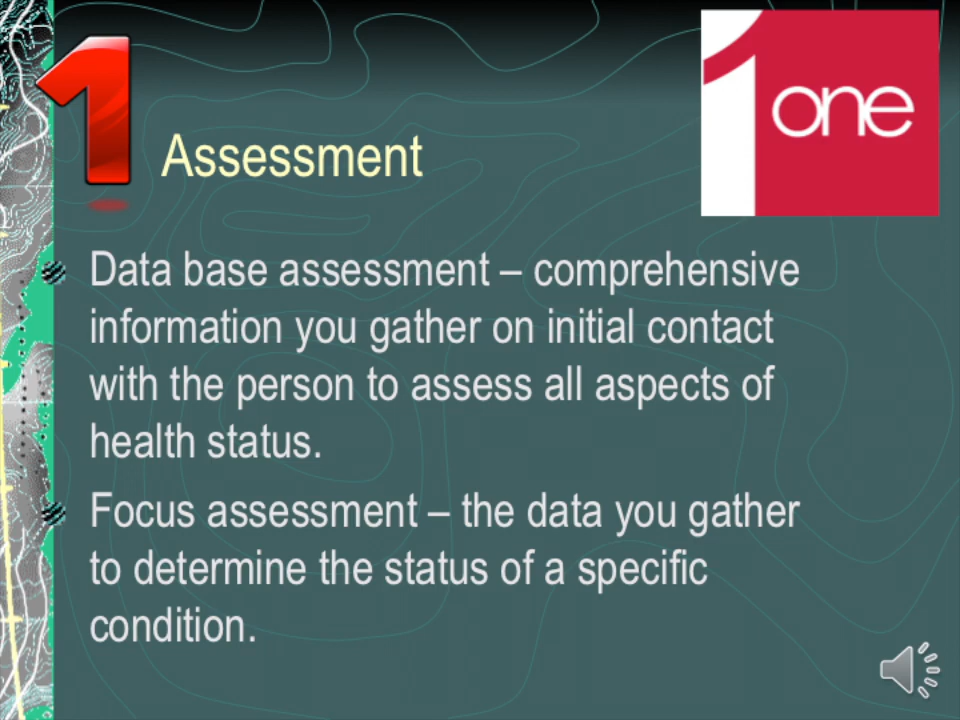 1
1
one
Assessment
Data base assessment – comprehensive
information you gather on initial contact
with the person to assess all aspects of
health status.
Focus assessment – the data you gather
to determine the status of a specific
condition.